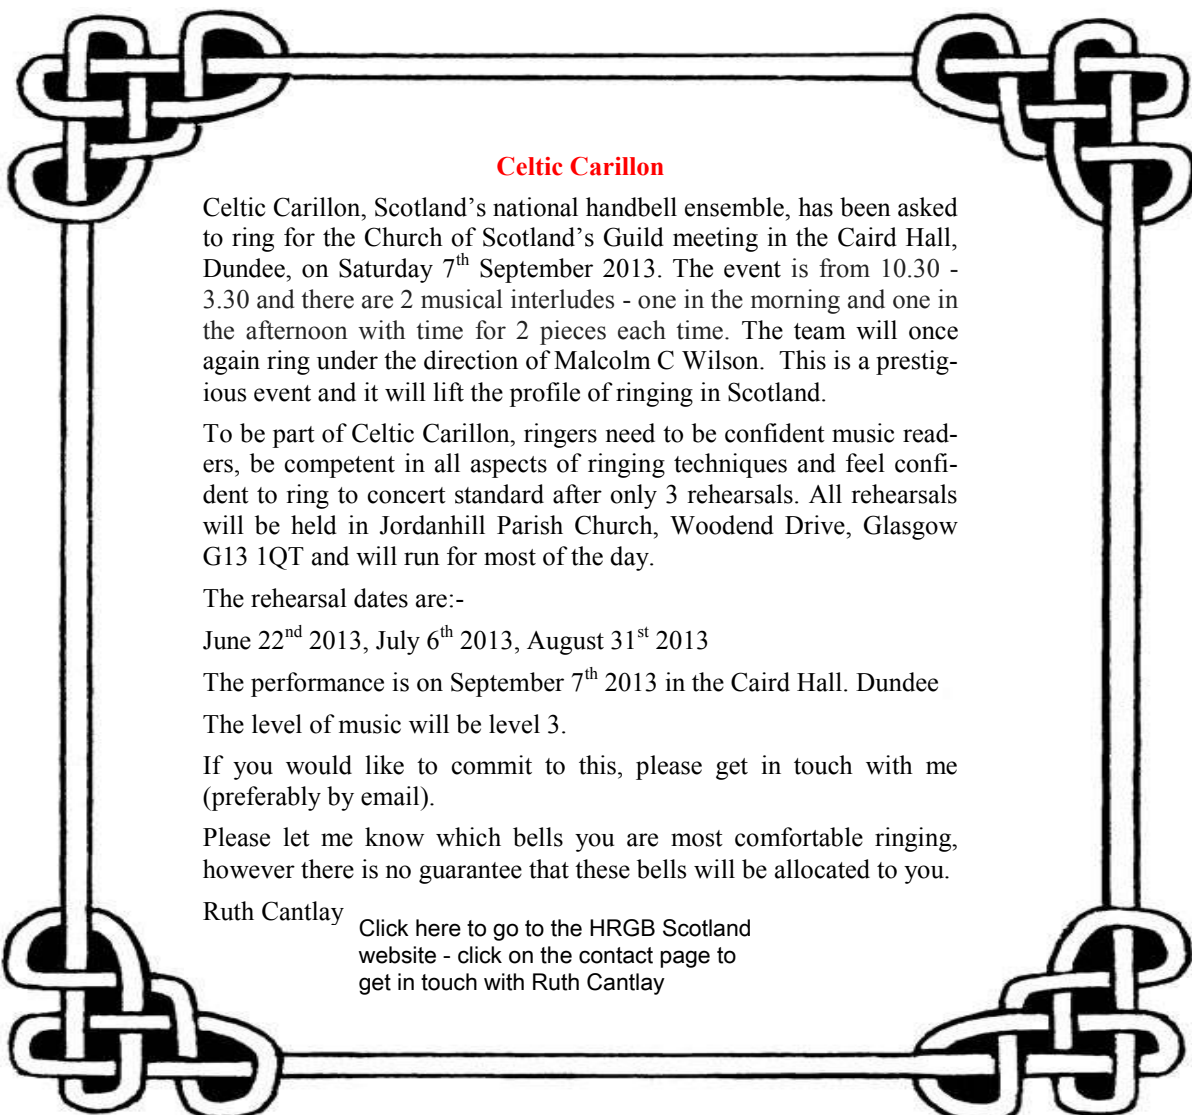 Celtic Carillon
Celtic Carillon, Scotland’s national handbell ensemble, has been asked
to ring for the Church of Scotland’s Guild meeting in the Caird Hall,
Dundee, on Saturday 7th September 2013. The event is from 10.30 -
3.30 and there are 2 musical interludes - one in the morning and one in
the afternoon with time for 2 pieces each time. The team will once
again ring under the direction of Malcolm C Wilson.  This is a prestig-
ious event and it will lift the profile of ringing in Scotland.
To be part of Celtic Carillon, ringers need to be confident music read-
ers, be competent in all aspects of ringing techniques and feel confi-
dent to ring to concert standard after only 3 rehearsals. All rehearsals
will be held in Jordanhill Parish Church, Woodend Drive, Glasgow
G13 1QT and will run for most of the day.
The rehearsal dates are:-
June 22nd 2013, July 6th 2013, August 31st 2013
The performance is on September 7th 2013 in the Caird Hall. Dundee
The level of music will be level 3.
If you would like to commit to this, please get in touch with me
(preferably by email).
Please let me know which bells you are most comfortable ringing,
however there is no guarantee that these bells will be allocated to you.
Ruth Cantlay
Click here to go to the HRGB Scotland
website - click on the contact page to
get in touch with Ruth Cantlay